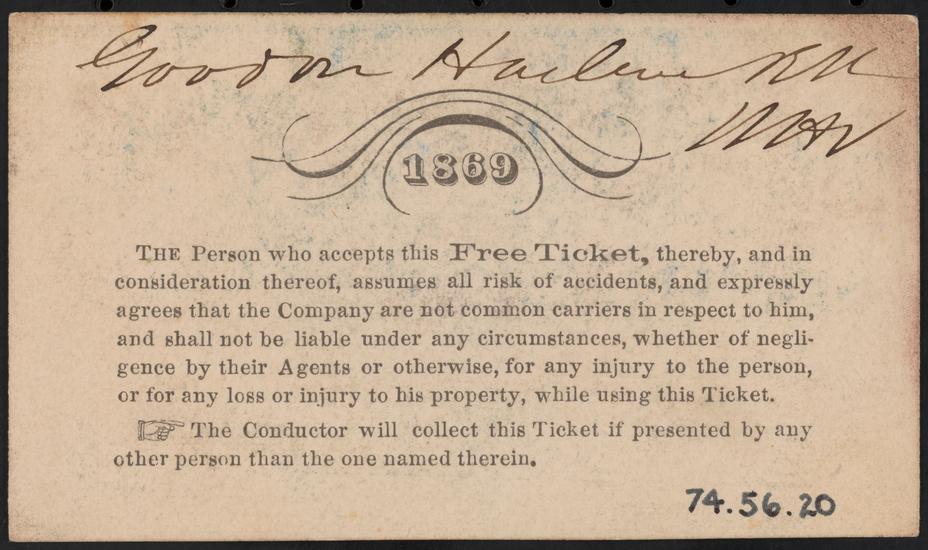 Good on Harlem RR
WHV
1869
THE Person who accepts this Free Ticket, thereby, and in
consideration thereof, assumes all risk of accidents, and expressly
agrees that the Company are not common carriers in respect to him,
and shall not be liable under any circumstances, whether of negli-
gence by their Agents or otherwise, for any injury to the person,
or for any loss or injury to his property, while using this Ticket.
☞ The Conductor will collect this Ticket if presented by any
other person than the one named therein.
74.56.20